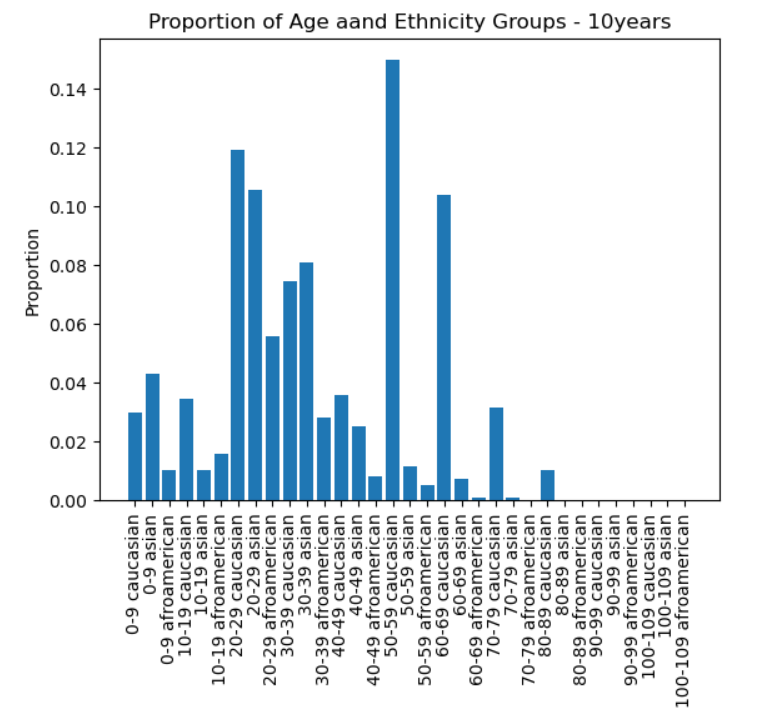 Proportion of Age aand Ethnicity Groups - 10years
Proportion
0.14
0.12
0.10
0.08
0.06
0.04
0.02
0.00
0-9 caucasian
0-9 asian
0-9 afroamerican
10-19 caucasian
10-19 asian
10-19 afroamerican
20-29 caucasian
20-29 asian
20-29 afroamerican
30-39 caucasian
30-39 asian
30-39 afroamerican
40-49 caucasian
40-49 asian
40-49 afroamerican
50-59 caucasian
50-59 asian
50-59 afroamerican
60-69 caucasian
60-69 asian
60-69 afroamerican
70-79 caucasian
70-79 asian
70-79 afroamerican
80-89 caucasian
80-89 asian
80-89 afroamerican
90-99 caucasian
90-99 asian
90-99 afroamerican
100-109 caucasian
100-109 asian
100-109 afroamerican